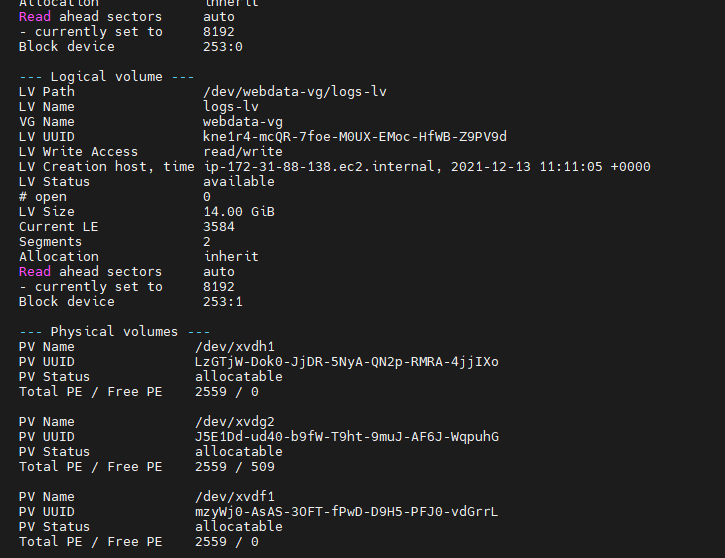 Allocation inherit
Read ahead sectors auto
- currently set to 8192
Block device 253:0
--- Logical volume ---
LV Path /dev/webdata-vg/logs-lv
LV Name logs-lv
VG Name webdata-vg
LV UUID kne1r4-mcQR-7foe-M0UX-EMoc-HfWB-Z9PV9d
LV Write Access read/write
LV Creation host, time ip-172-31-88-138.ec2.internal, 2021-12-13 11:11:05 +0000
LV Status available
# open 0
LV Size 14.00 GiB
Current LE 3584
Segments 2
Allocation inherit
Read ahead sectors auto
- currently set to 8192
Block device 253:1
--- Physical volumes ---
PV Name /dev/xvdh1
PV UUID LzGTjW-Dok0-JjDR-5NyA-QN2p-RMRA-4jjIXo
PV Status allocatable
Total PE / Free PE 2559 / 0
PV Name /dev/xvdg2
PV UUID J5E1Dd-ud40-b9fW-T9ht-9muJ-AF6J-WqpuhG
PV Status allocatable
Total PE / Free PE 2559 / 509
PV Name /dev/xvdf1
PV UUID mzyWj0-AsAS-3OFT-fPwD-D9H5-PFJ0-vdGrrL
PV Status allocatable
Total PE / Free PE 2559 / 0